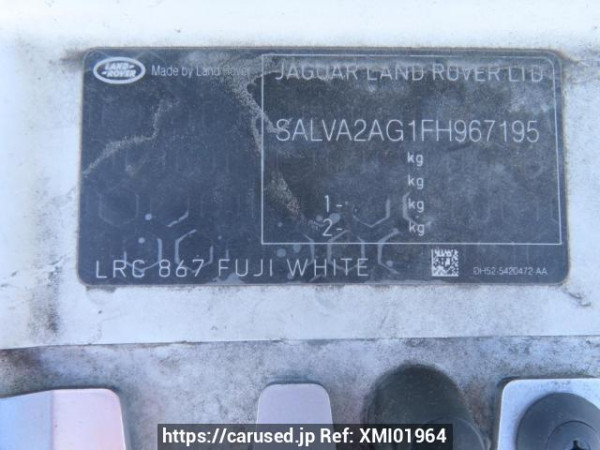 LAND-
ROVER
Made by Land Rover
JAGUAR LAND ROVER LTD
SALVA2AG1FH967195
kg
kg
1- kg
2- kg
LRC 867 FUJI WHITE
DH52-5420472-AA
https://carused.jp Ref: XMI01964